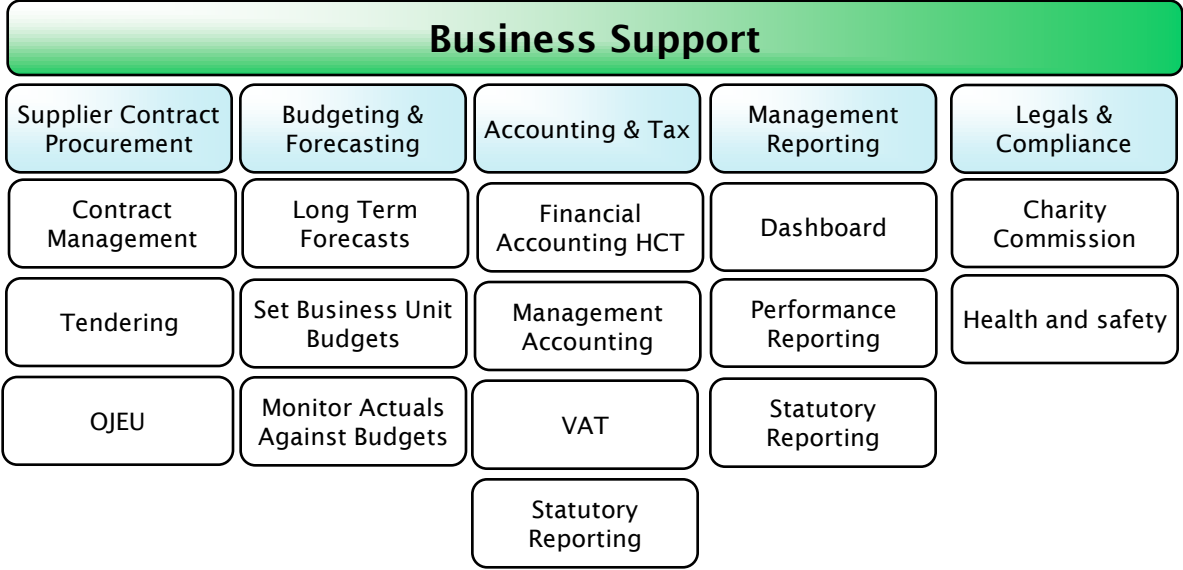 Business Support
Supplier Contract
Procurement
Contract
Management
Tendering
OJEU
Budgeting &
Forecasting
Long Term
Forecasts
Set Business Unit
Budgets
Monitor Actuals
Against Budgets
Accounting & Tax
Financial
Accounting HCT
Management
Accounting
VAT
Statutory
Reporting
Management
Reporting
Dashboard
Performance
Reporting
Statutory
Reporting
Legals &
Compliance
Charity
Commission
Health and safety